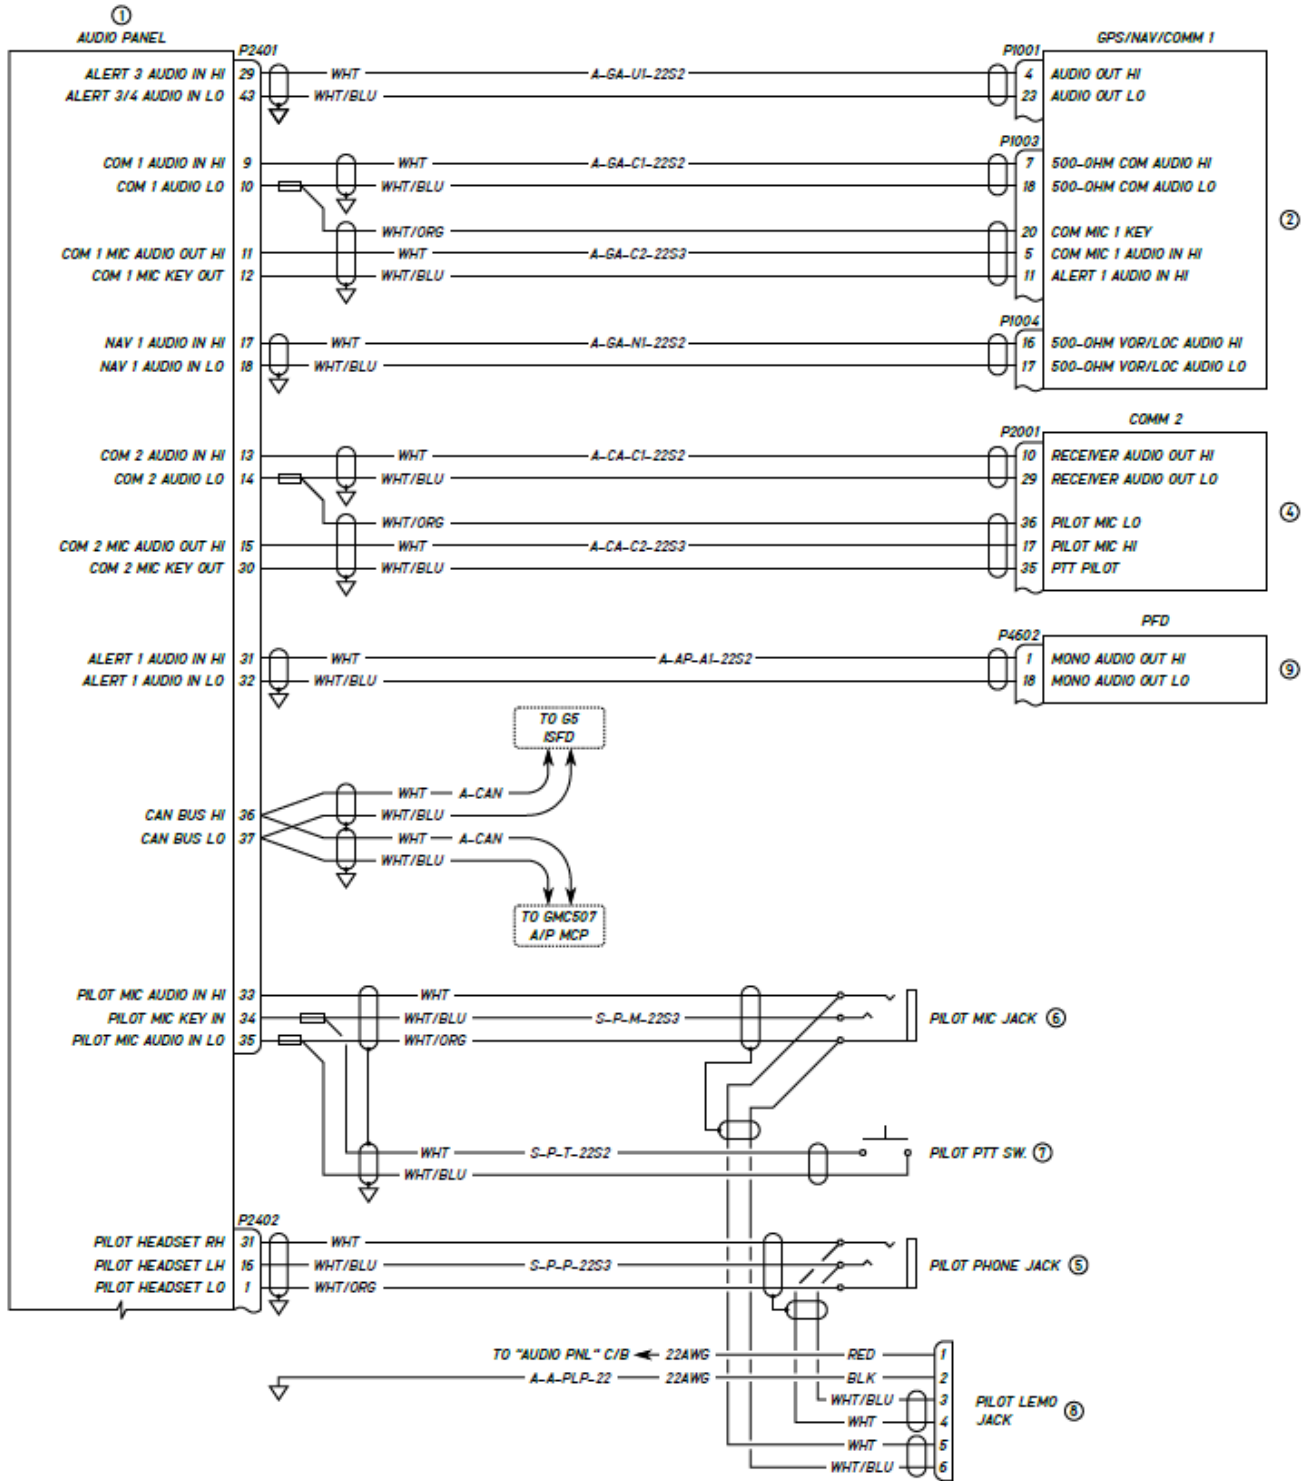 ①
AUDIO PANEL
P2401
P1001
GPS/NAV/COMM 1
ALERT 3 AUDIO IN HI 29 WHT A-GA-U1-22S2 4 AUDIO OUT HI
ALERT 3/4 AUDIO IN LO 43 WHT/BLU 23 AUDIO OUT LO
P1003
COM 1 AUDIO IN HI 9 WHT A-GA-C1-22S2 7 500-OHM COM AUDIO HI
COM 1 AUDIO LO 10 WHT/BLU 18 500-OHM COM AUDIO LO
②
WHT/ORG 20 COM MIC 1 KEY
COM 1 MIC AUDIO OUT HI 11 WHT A-GA-C2-22S3 5 COM MIC 1 AUDIO IN HI
COM 1 MIC KEY OUT 12 WHT/BLU 11 ALERT 1 AUDIO IN HI
P1004
NAV 1 AUDIO IN HI 17 WHT A-GA-N1-22S2 16 500-OHM VOR/LOC AUDIO HI
NAV 1 AUDIO IN LO 18 WHT/BLU 17 500-OHM VOR/LOC AUDIO LO
COMM 2
P2001
COM 2 AUDIO IN HI 13 WHT A-CA-C1-22S2 10 RECEIVER AUDIO OUT HI
COM 2 AUDIO LO 14 WHT/BLU 29 RECEIVER AUDIO OUT LO
④
WHT/ORG 36 PILOT MIC LO
COM 2 MIC AUDIO OUT HI 15 WHT A-CA-C2-22S3 17 PILOT MIC HI
COM 2 MIC KEY OUT 30 WHT/BLU 35 PTT PILOT
PFD
P4602
ALERT 1 AUDIO IN HI 31 WHT A-AP-A1-22S2 1 MONO AUDIO OUT HI
⑨
ALERT 1 AUDIO IN LO 32 WHT/BLU 18 MONO AUDIO OUT LO
TO G5
ISFD
WHT A-CAN
CAN BUS HI 36 WHT/BLU
CAN BUS LO 37 WHT A-CAN
WHT/BLU
TO GMC507
A/P MCP
PILOT MIC AUDIO IN HI 33 WHT
PILOT MIC KEY IN 34 WHT/BLU S-P-M-22S3 PILOT MIC JACK ⑥
PILOT MIC AUDIO IN LO 35 WHT/ORG
WHT S-P-T-22S2 PILOT PTT SW. ⑦
WHT/BLU
P2402
PILOT HEADSET RH 31 WHT
PILOT HEADSET LH 16 WHT/BLU S-P-P-22S3 PILOT PHONE JACK ⑤
PILOT HEADSET LO 1 WHT/ORG
TO "AUDIO PNL" C/B 22AWG RED 1
A-A-PLP-22 22AWG BLK 2
WHT/BLU 3
PILOT LEMO
JACK ⑧
WHT 4
WHT 5
WHT/BLU 6